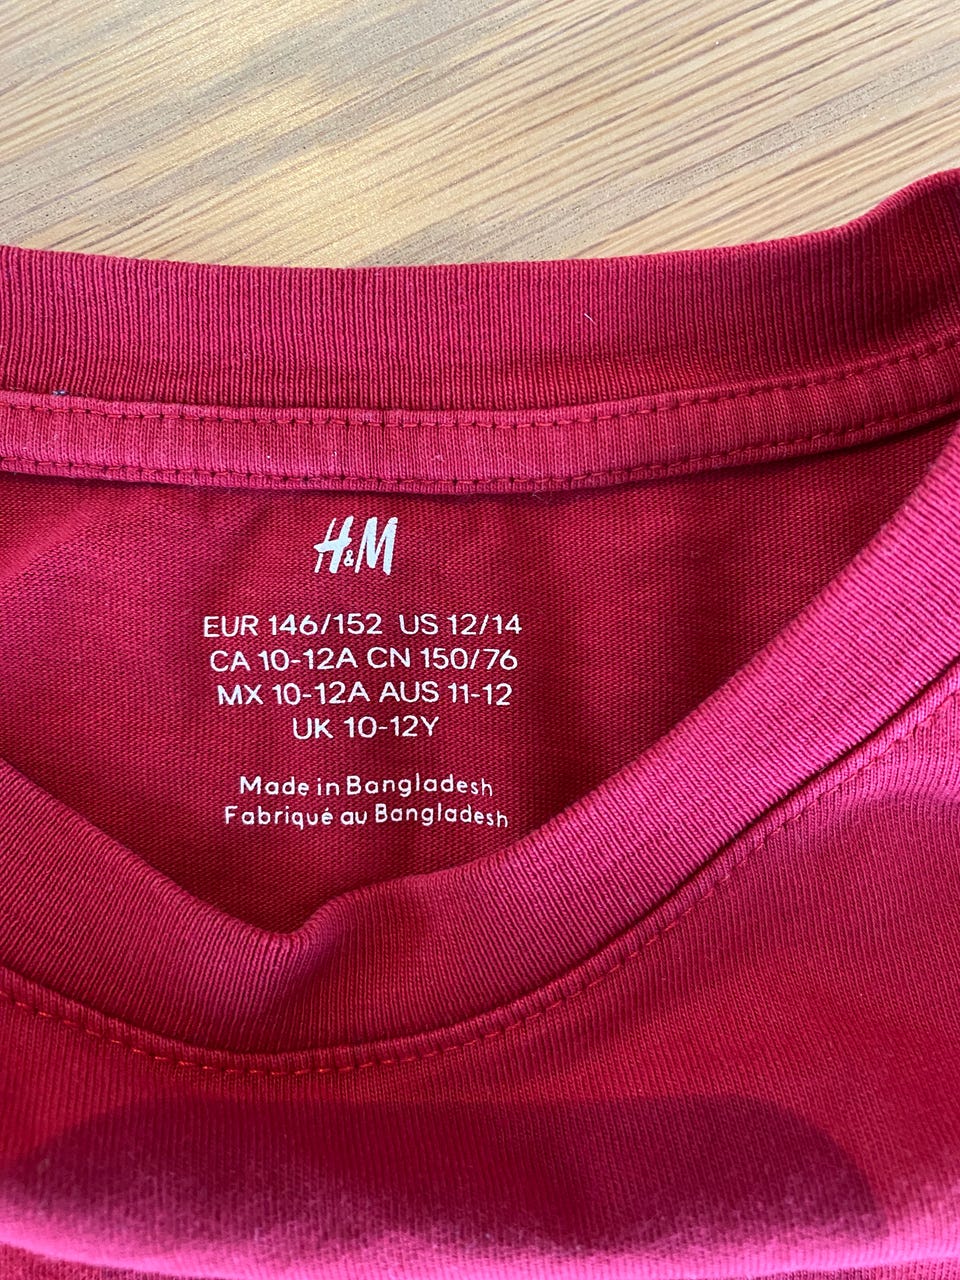 H&M
EUR 146/152 US 12/14
CA 10-12A CN 150/76
MX 10-12A AUS 11-12
UK 10-12Y
Made in Bangladesh
Fabriqué au Bangladesh